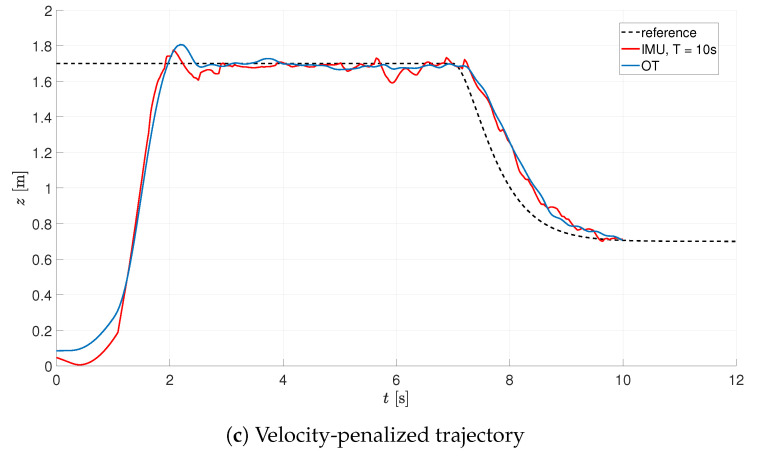 2
1.8
1.6
1.4
1.2
1
0.8
0.6
0.4
0.2
0
z [m]
reference
IMU, T = 10s
OT
0 2 4 6 8 10 12
t [s]
(c) Velocity-penalized trajectory